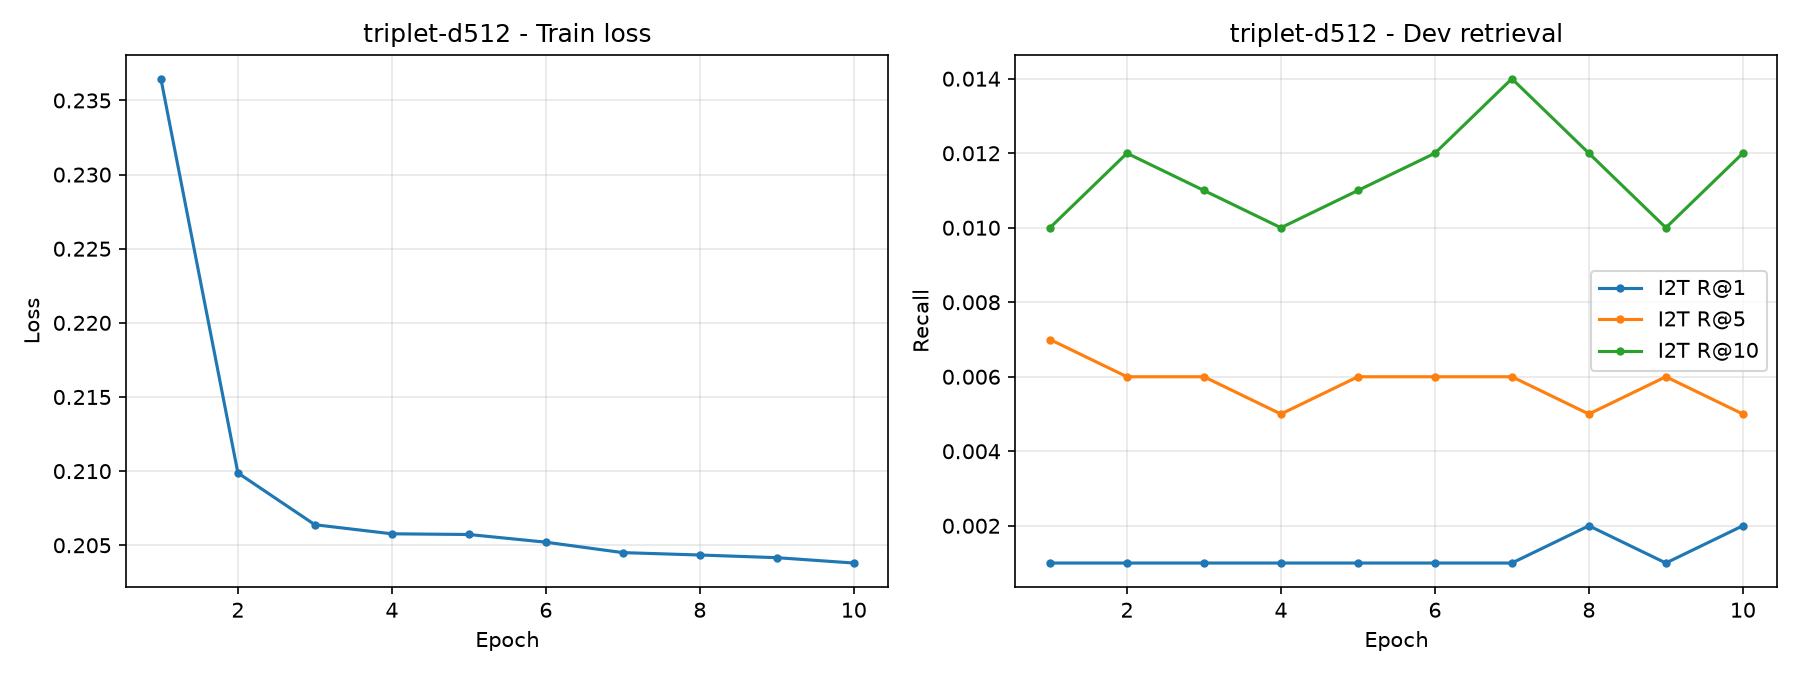 triplet-d512 - Train loss
0.235
0.230
0.225
0.220
0.215
0.210
0.205
Loss
2 4 6 8 10
Epoch
triplet-d512 - Dev retrieval
0.014
0.012
0.010
0.008
0.006
0.004
0.002
Recall
I2T R@1
I2T R@5
I2T R@10
2 4 6 8 10
Epoch